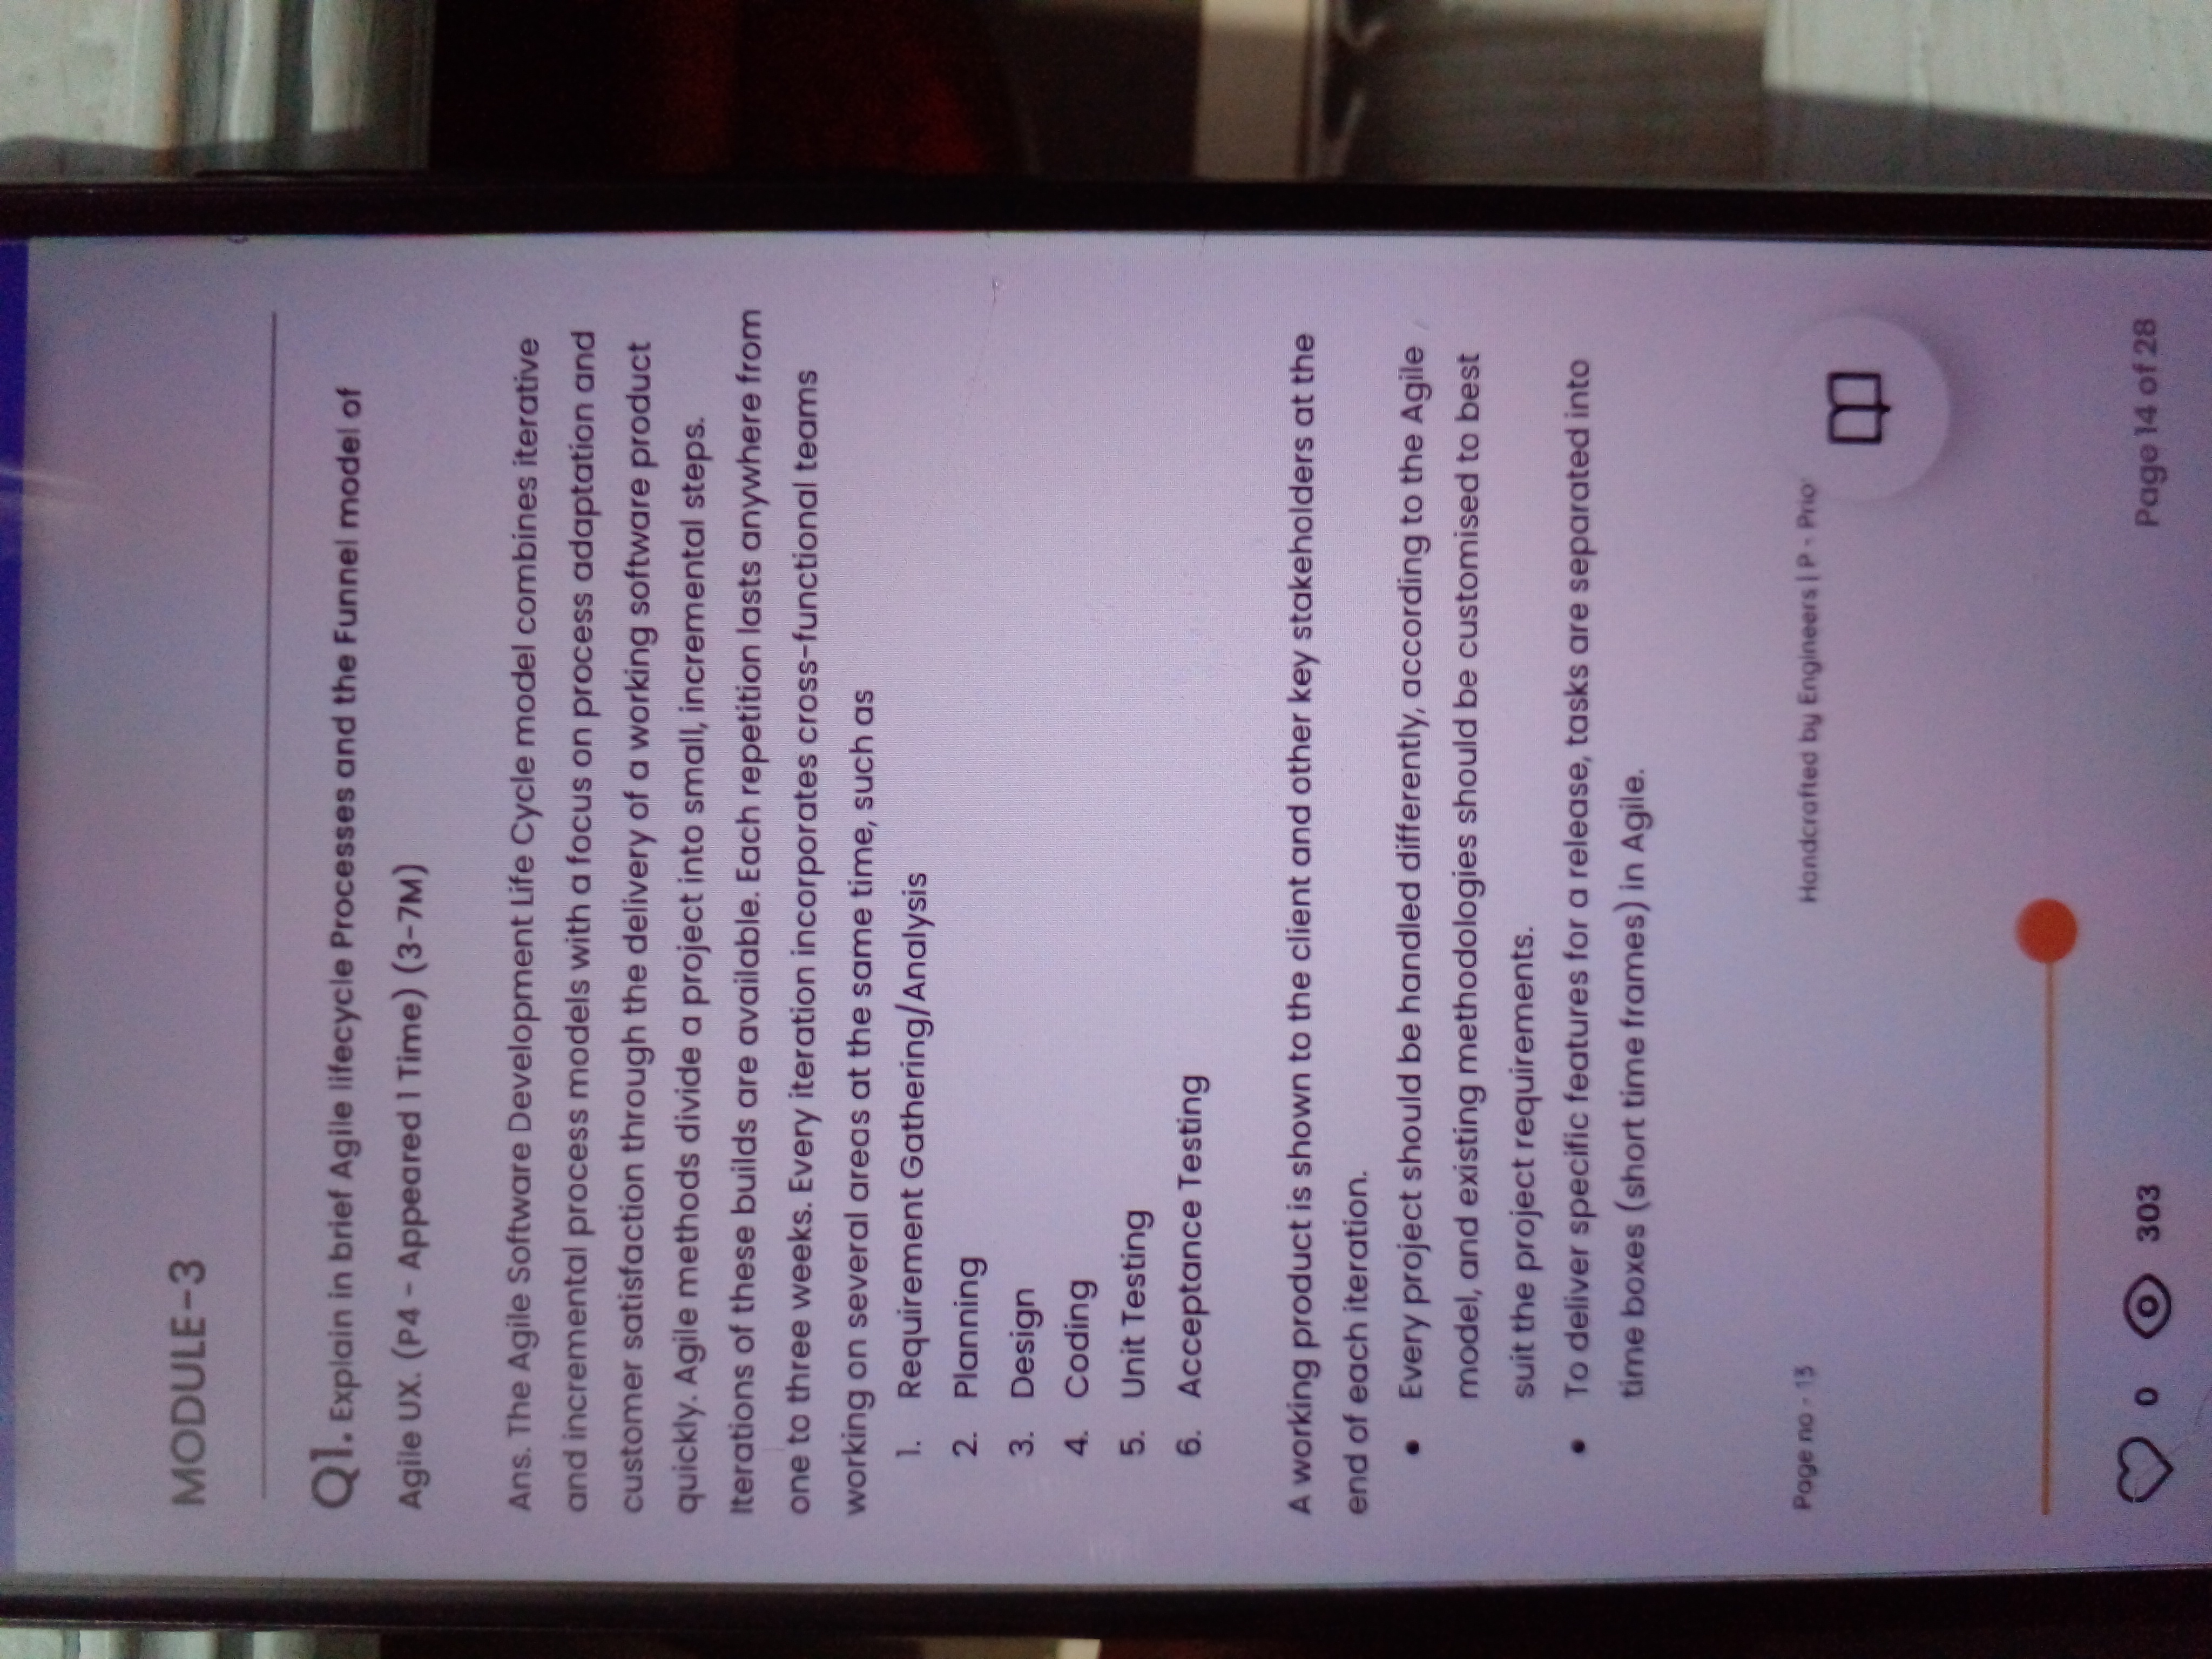 MODULE-3
Q1. Explain in brief Agile lifecycle Processes and the Funnel model of
Agile UX. (P4 - Appeared 1 Time) (3-7M)
Ans. The Agile Software Development Life Cycle model combines iterative
and incremental process models with a focus on process adaptation and
customer satisfaction through the delivery of a working software product
quickly. Agile methods divide a project into small, incremental steps.
Iterations of these builds are available. Each repetition lasts anywhere from
one to three weeks. Every iteration incorporates cross-functional teams
working on several areas at the same time, such as
1. Requirement Gathering/Analysis
2. Planning
3. Design
4. Coding
5. Unit Testing
6. Acceptance Testing
A working product is shown to the client and other key stakeholders at the
end of each iteration.
• Every project should be handled differently, according to the Agile
model, and existing methodologies should be customised to best
suit the project requirements.
• To deliver specific features for a release, tasks are separated into
time boxes (short time frames) in Agile.
Page no - 13
Handcrafted by Engineers | P - Prio
0 303
Page 14 of 28